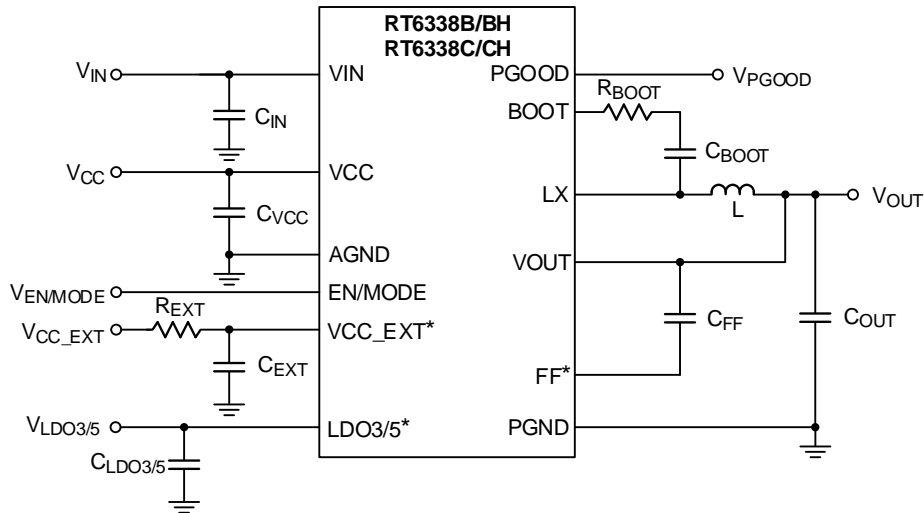 RT6338B/BH
RT6338C/CH
VIN
VIN
PGOOD
VPGOOD
RBOOT
BOOT
CIN
CBOOT
VCC
VCC
LX
L
VOUT
CVCC
AGND
VOUT
VEN/MODE
EN/MODE
REXT
VCC_EXT
VCC_EXT*
CFF
COUT
CEXT
FF*
VLDO3/5
LDO3/5*
PGND
CLDO3/5